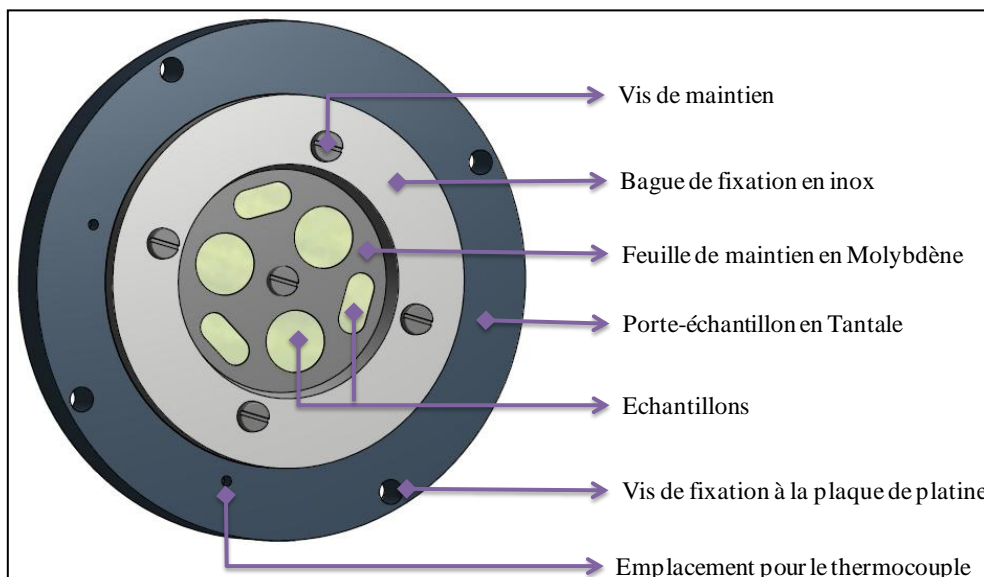 Vis de maintien
Bague de fixation en inox
Feuille de maintien en Molybdène
Porte-échantillon en Tantale
Echantillons
Vis de fixation à la plaque de platine
Emplacement pour le thermocouple